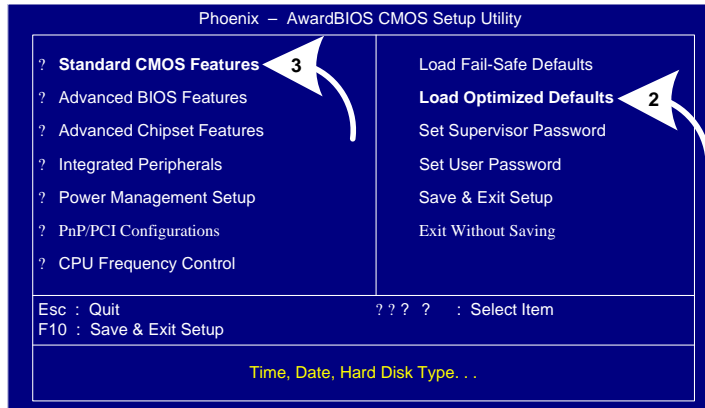 Phoenix – AwardBIOS CMOS Setup Utility
? Standard CMOS Features
3
? Advanced BIOS Features
? Advanced Chipset Features
? Integrated Peripherals
? Power Management Setup
? PnP/PCI Configurations
? CPU Frequency Control
Load Fail-Safe Defaults
Load Optimized Defaults
2
Set Supervisor Password
Set User Password
Save & Exit Setup
Exit Without Saving
Esc : Quit
F10 : Save & Exit Setup
? ? ? ? : Select Item
Time, Date, Hard Disk Type. . .